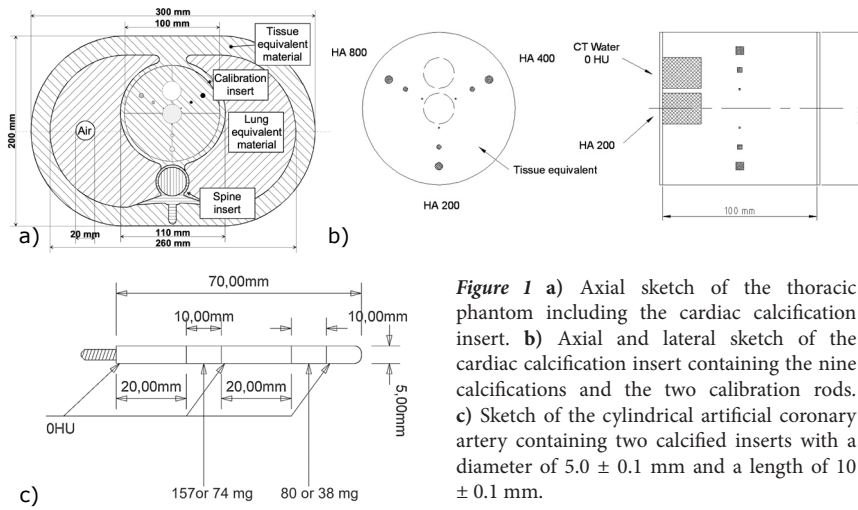 300 mm
100 mm
Tissue
equivalent
material
Calibration
insert
Lung
equivalent
material
Air
200 mm
Spine
insert
20 mm
110 mm
260 mm
a)
HA 800
HA 400
Tissue equivalent
HA 200
b)
CT Water
0 HU
HA 200
100 mm
70,00mm
10,00mm
10,00mm
20,00mm
20,00mm
5,00mm
0HU
157or 74 mg
80 or 38 mg
c)
Figure 1 a) Axial sketch of the thoracic
phantom including the cardiac calcification
insert. b) Axial and lateral sketch of the
cardiac calcification insert containing the nine
calcifications and the two calibration rods.
c) Sketch of the cylindrical artificial coronary
artery containing two calcified inserts with a
diameter of 5.0 ± 0.1 mm and a length of 10
± 0.1 mm.